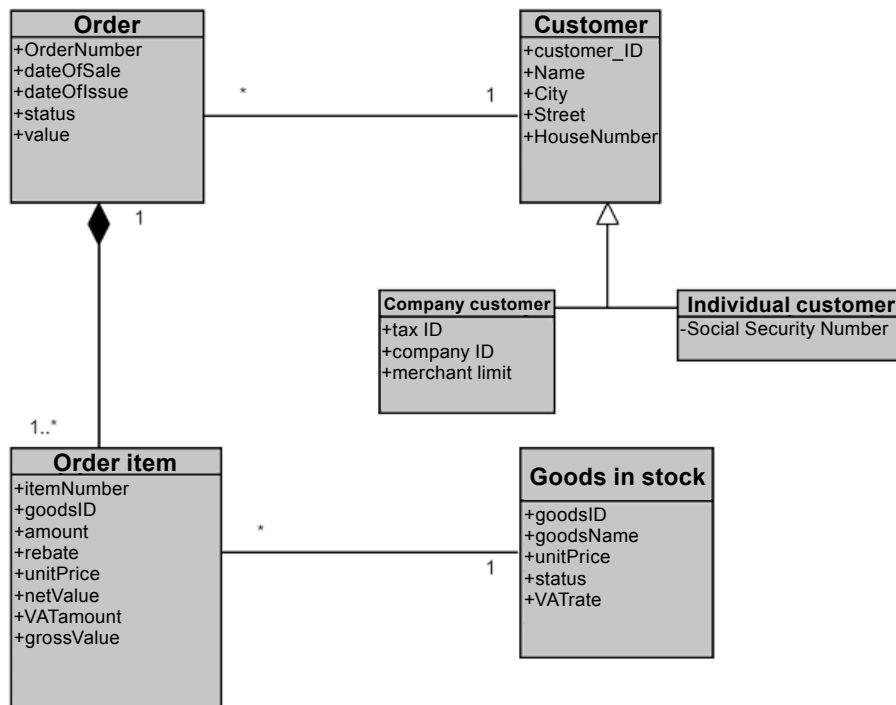 Order
+OrderNumber
+dateOfSale
+dateOfIssue
+status
+value
*
1
Customer
+customer_ID
+Name
+City
+Street
+HouseNumber
1
Company customer
+tax ID
+company ID
+merchant limit
Individual customer
-Social Security Number
1..*
Order item
+itemNumber
+goodsID
+amount
+rebate
+unitPrice
+netValue
+VATamount
+grossValue
*
1
Goods in stock
+goodsID
+goodsName
+unitPrice
+status
+VATrate